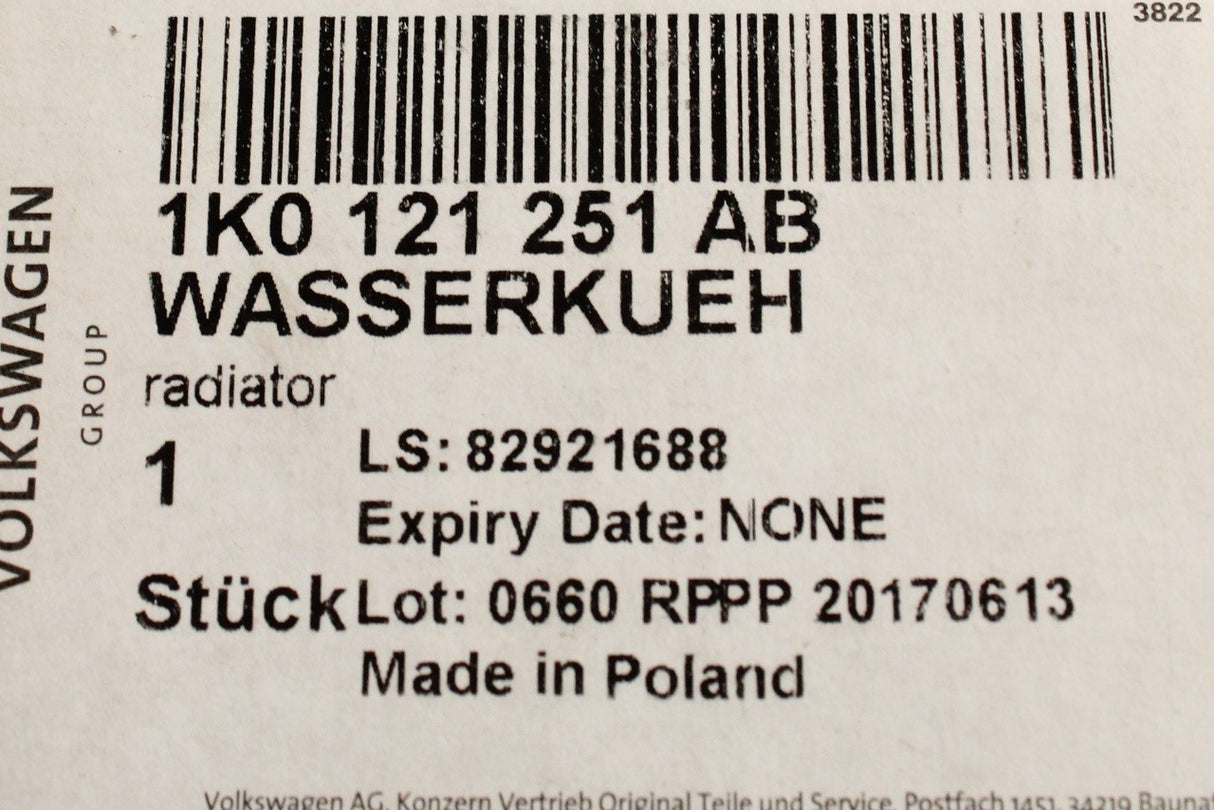 3822
1K0 121 251 AB
WASSERKUEH
radiator
1
LS: 82921688
Expiry Date: NONE
Stück
Lot: 0660 RPPP 20170613
Made in Poland
VOLKSWAGEN
GROUP
Volkswagen AG, Konzern Vertrieb Original Teile und Service, Postfach 1451, 34219